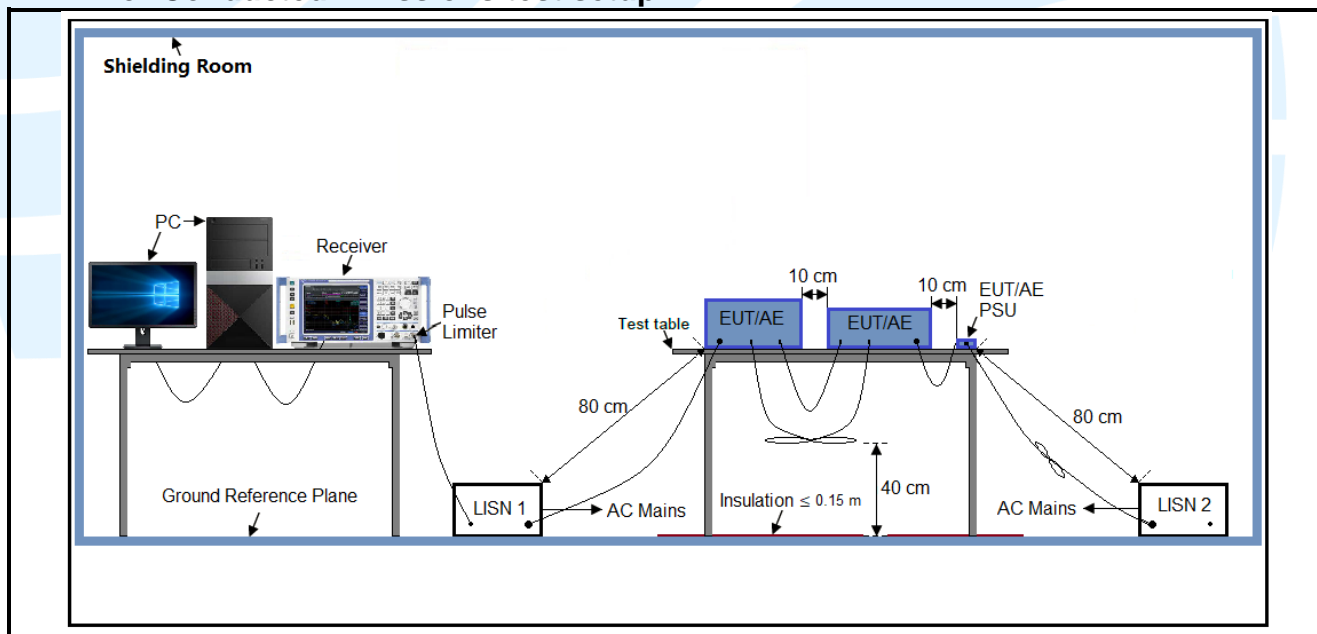 Shielding Room
PC
Receiver
Pulse
Limiter
10 cm
10 cm
EUT/AE
PSU
Test table
EUT/AE
EUT/AE
80 cm
80 cm
40 cm
Ground Reference Plane
LISN 1
AC Mains
Insulation ≤ 0.15 m
AC Mains
LISN 2